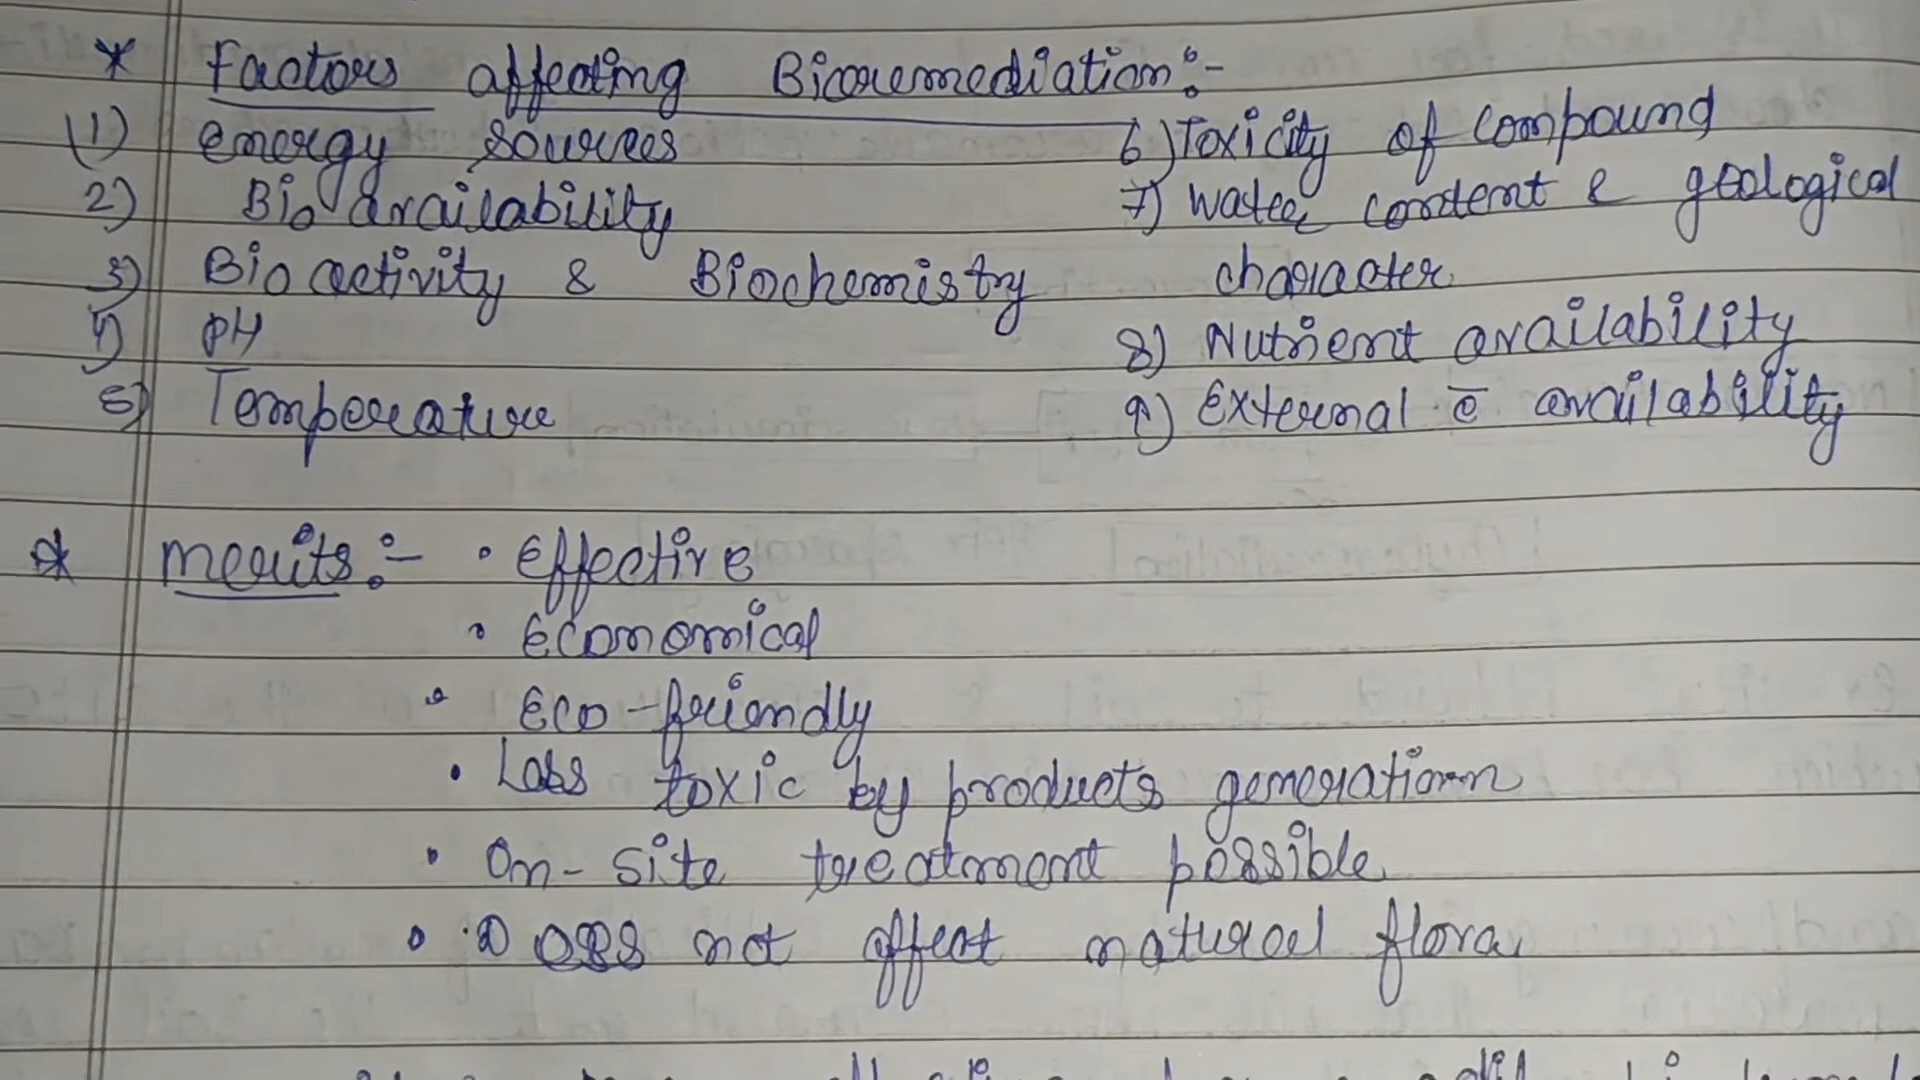 * Factors affecting Bioremediation:-
(1) energy sources
2) Bio availability
3) Bio activity & Biochemistry
4) PH
5) Temperature
6) Toxicity of compound
7) Water content & geological
character
8) Nutrient availability
9) External e availability
* merits:- • Effective
• Economical
• Eco-friendly
• Less toxic by products generation
• On-site treatment possible
• Does not affect natural flora,